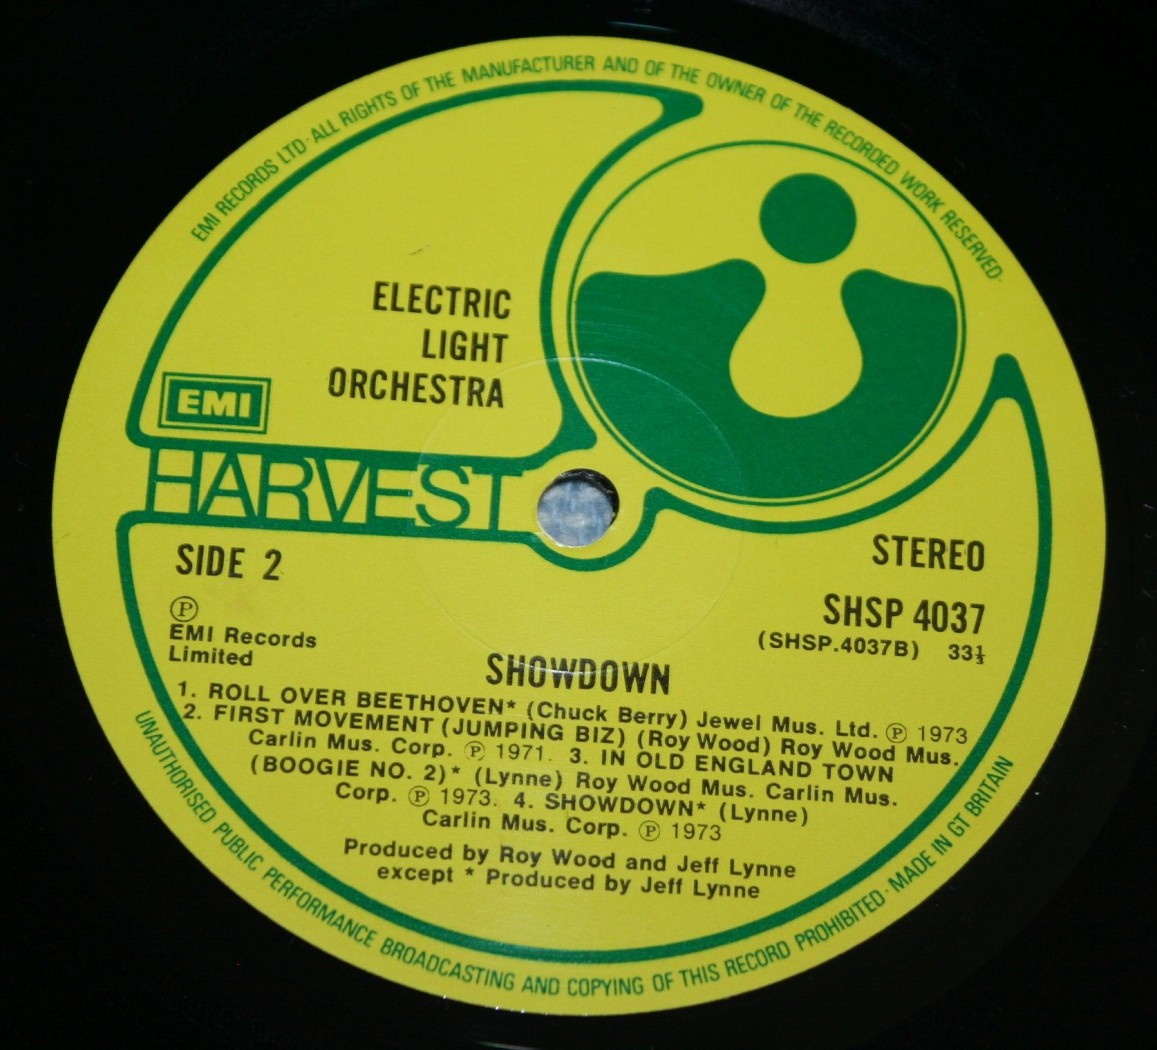 EMI RECORDS LTD·ALL RIGHTS OF THE MANUFACTURER AND OF THE OWNER OF THE RECORDED WORK RESERVED·
ELECTRIC
LIGHT
ORCHESTRA
EMI
HARVEST
SIDE 2
STEREO
Ⓟ
EMI Records
Limited
SHSP 4037
(SHSP.4037B) 33⅓
SHOWDOWN
1. ROLL OVER BEETHOVEN* (Chuck Berry) Jewel Mus. Ltd. Ⓟ 1973
2. FIRST MOVEMENT (JUMPING BIZ) (Roy Wood) Roy Wood Mus.
Carlin Mus. Corp. Ⓟ 1971. 3. IN OLD ENGLAND TOWN
(BOOGIE NO. 2)* (Lynne) Roy Wood Mus. Carlin Mus.
Corp. Ⓟ 1973. 4. SHOWDOWN* (Lynne)
Carlin Mus. Corp. Ⓟ 1973
Produced by Roy Wood and Jeff Lynne
except * Produced by Jeff Lynne
UNAUTHORISED PUBLIC PERFORMANCE BROADCASTING AND COPYING OF THIS RECORD PROHIBITED·MADE IN GT BRITAIN